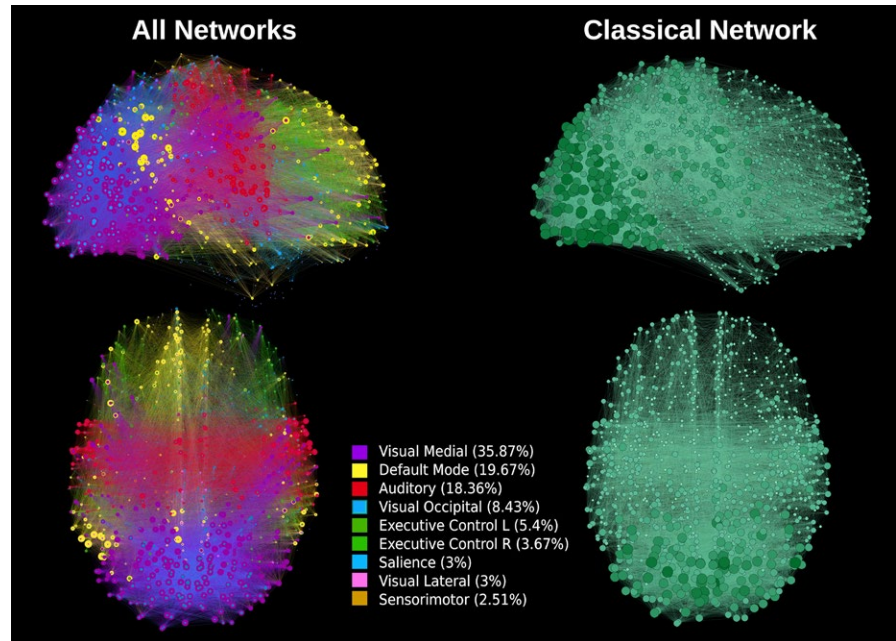 All Networks
Classical Network
Visual Medial (35.87%)
Default Mode (19.67%)
Auditory (18.36%)
Visual Occipital (8.43%)
Executive Control L (5.4%)
Executive Control R (3.67%)
Salience (3%)
Visual Lateral (3%)
Sensorimotor (2.51%)